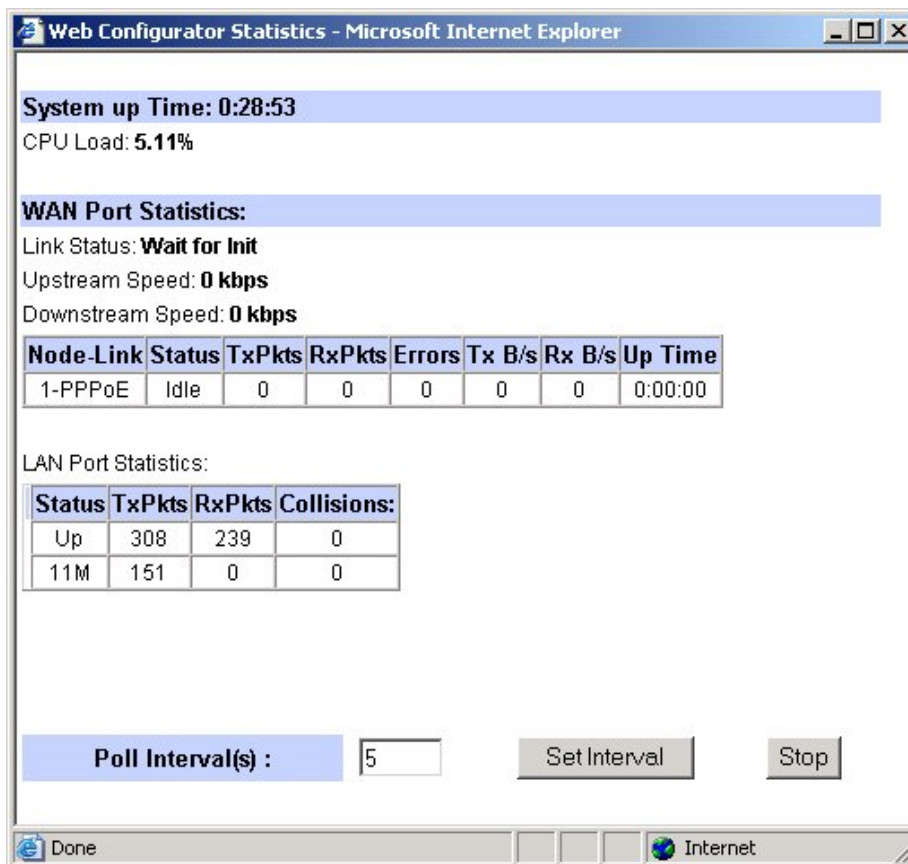 Web Configurator Statistics - Microsoft Internet Explorer
System up Time: 0:28:53
CPU Load: 5.11%
WAN Port Statistics:
Link Status: Wait for Init
Upstream Speed: 0 kbps
Downstream Speed: 0 kbps
Node-Link Status TxPkts RxPkts Errors Tx B/s Rx B/s Up Time
1-PPPoE Idle 0 0 0 0 0 0:00:00
LAN Port Statistics:
Status TxPkts RxPkts Collisions:
Up 308 239 0
11M 151 0 0
Poll Interval(s) : 5 Set Interval Stop
Done Internet